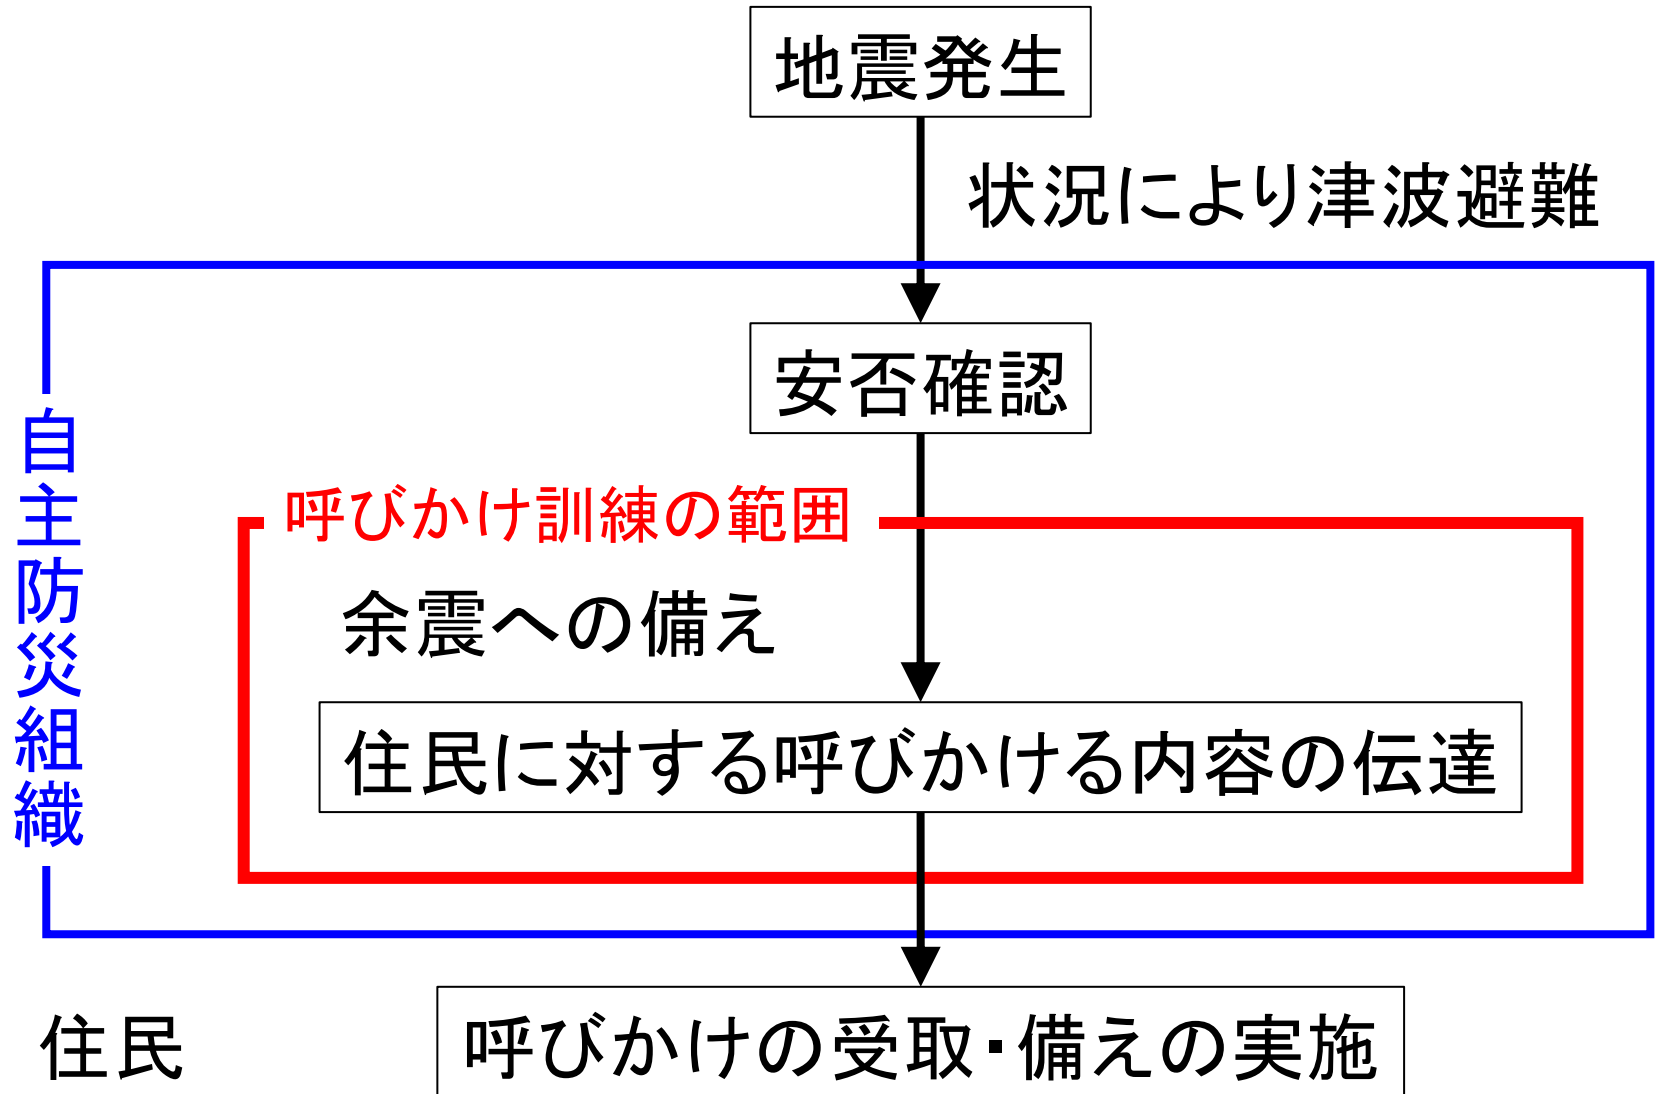 地震発生
状況により津波避難
安否確認
自主防災組織
呼びかけ訓練の範囲
余震への備え
住民に対する呼びかける内容の伝達
住民
呼びかけの受取・備えの実施